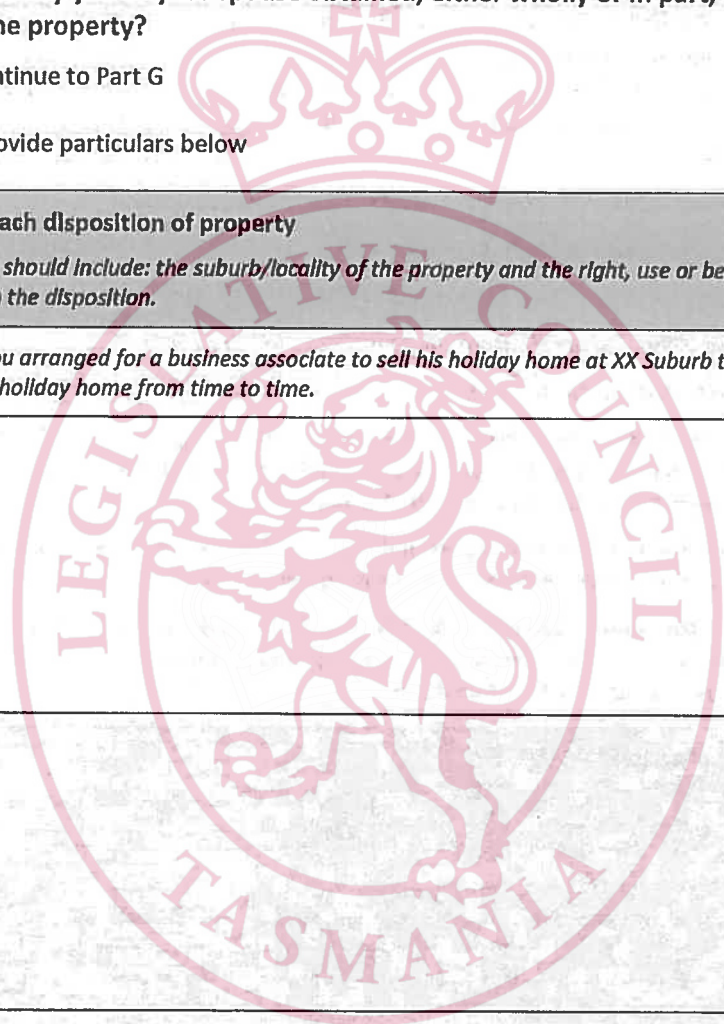 ne property?
ntinue to Part G
ovide particulars below
ach disposition of property
should include: the suburb/locality of the property and the right, use or be
the disposition.
u arranged for a business associate to sell his holiday home at XX Suburb t
holiday home from time to time.
LEGISLATIVE COUNCIL
TASMANIA